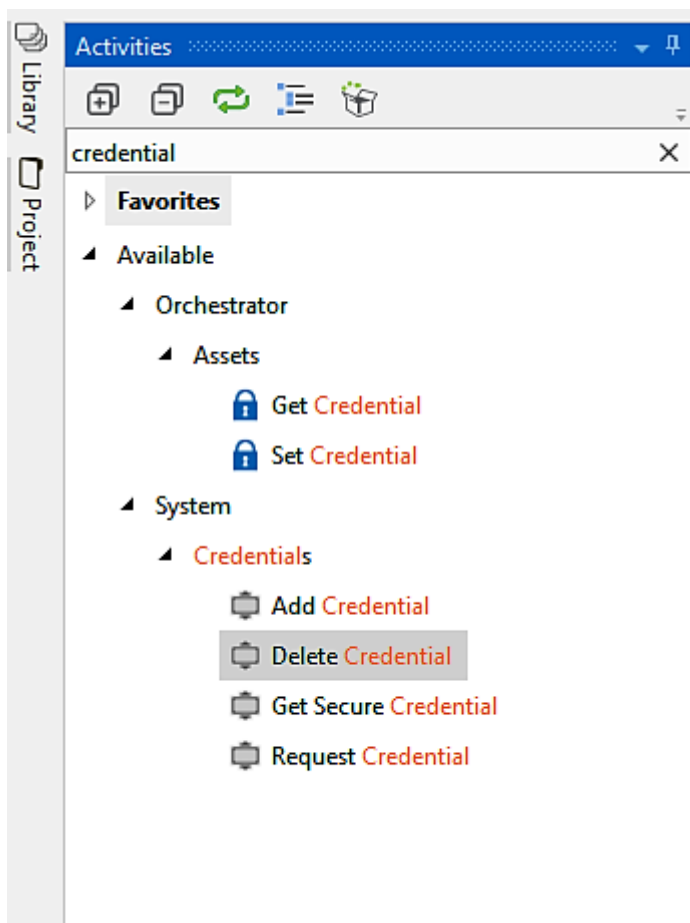 Library
Project
Activities
credential
Favorites
Available
Orchestrator
Assets
Get Credential
Set Credential
System
Credentials
Add Credential
Delete Credential
Get Secure Credential
Request Credential